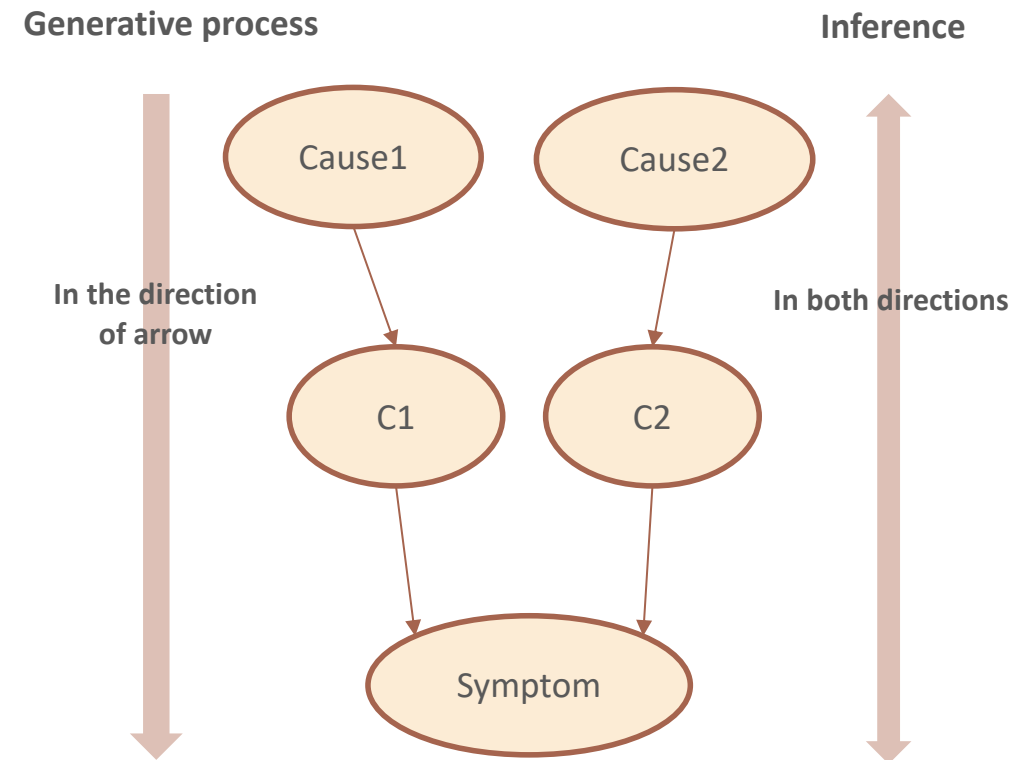 Generative process
Inference
Cause1
Cause2
In the direction
of arrow
In both directions
C1
C2
Symptom